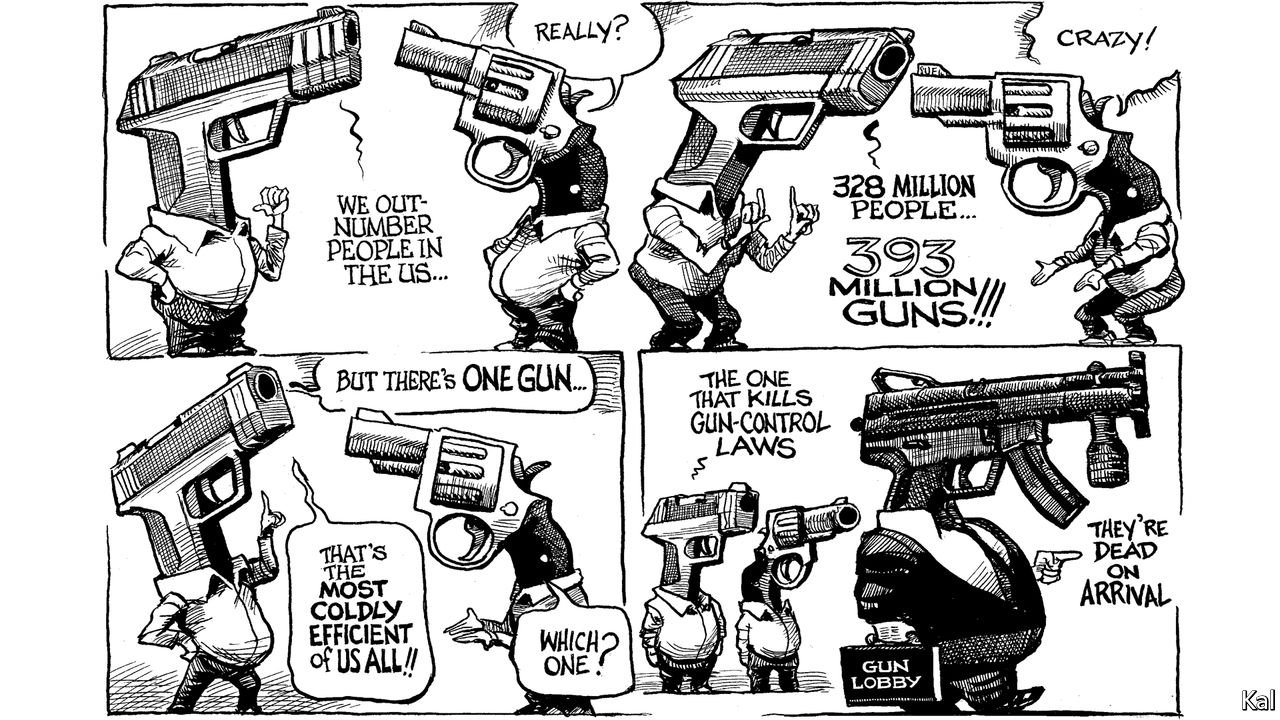 WE OUT-
NUMBER
PEOPLE IN
THE US...
REALLY?
328 MILLION
PEOPLE...
393
MILLION
GUNS!!!
CRAZY!
BUT THERE'S ONE GUN...
THAT'S
THE
MOST
COLDLY
EFFICIENT
of US ALL!!
WHICH
ONE?
THE ONE
THAT KILLS
GUN-CONTROL
LAWS
THEY'RE
DEAD
ON
ARRIVAL
GUN
LOBBY
Kal